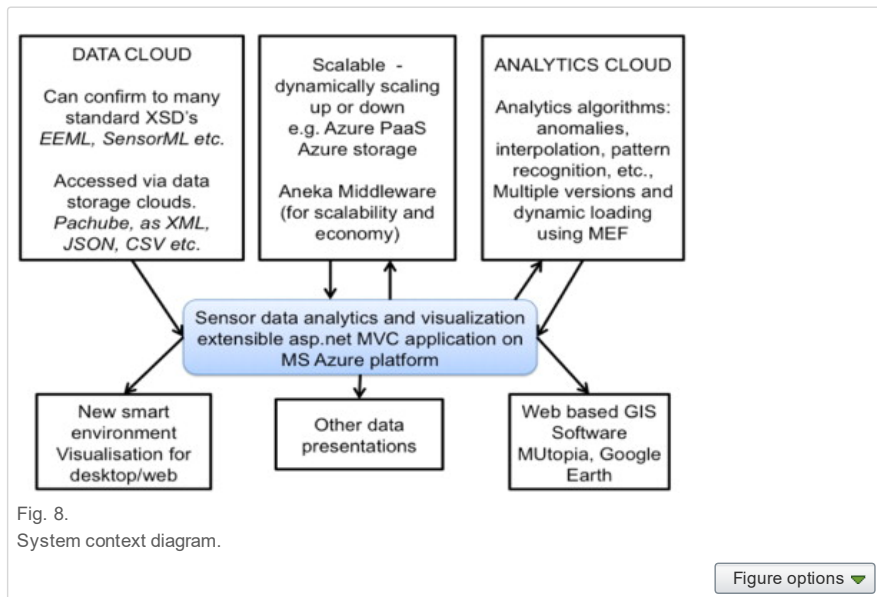 DATA CLOUD
Can confirm to many
standard XSD's
EEML, SensorML etc.
Accessed via data
storage clouds.
Pachube, as XML,
JSON, CSV etc.
Scalable -
dynamically scaling
up or down
e.g. Azure PaaS
Azure storage
Aneka Middleware
(for scalability and
economy)
ANALYTICS CLOUD
Analytics algorithms:
anomalies,
interpolation, pattern
recognition, etc.,
Multiple versions and
dynamic loading
using MEF
Sensor data analytics and visualization
extensible asp.net MVC application on
MS Azure platform
New smart
environment
Visualisation for
desktop/web
Other data
presentations
Web based GIS
Software
MUtopia, Google
Earth
Fig. 8.
System context diagram.
Figure options